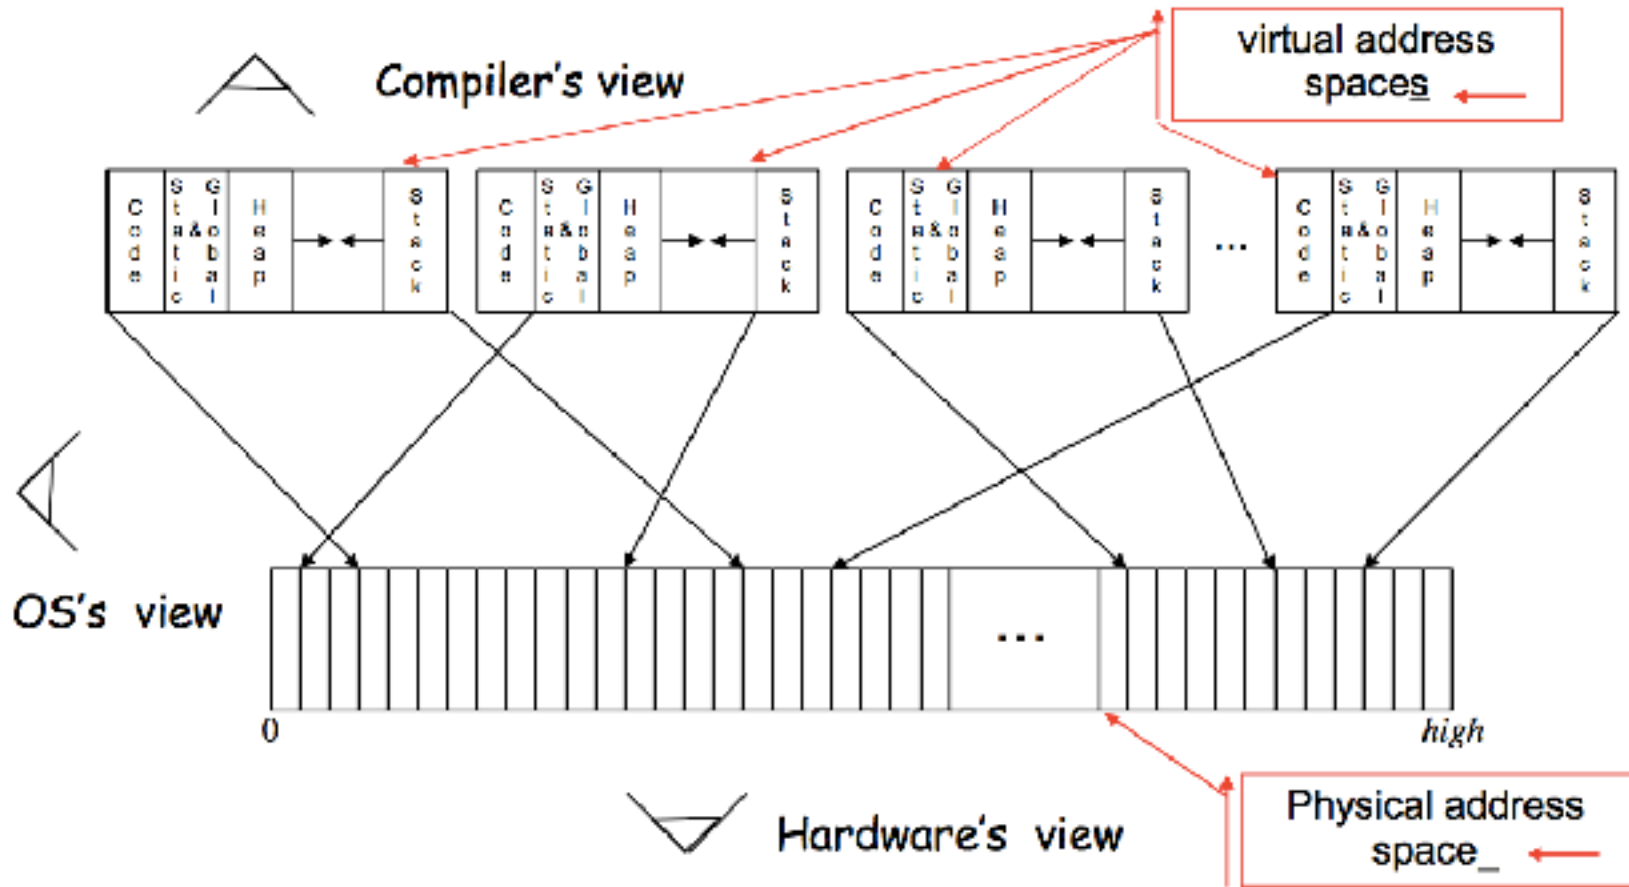 virtual address
spaces
Compiler's view
Code
Static
&
Global
Heap
Stack
Code
Static
&
Global
Heap
Stack
Code
Static
&
Global
Heap
Stack
...
Code
Static
&
Global
Heap
Stack
OS's view
...
0
high
Hardware's view
Physical address
space_